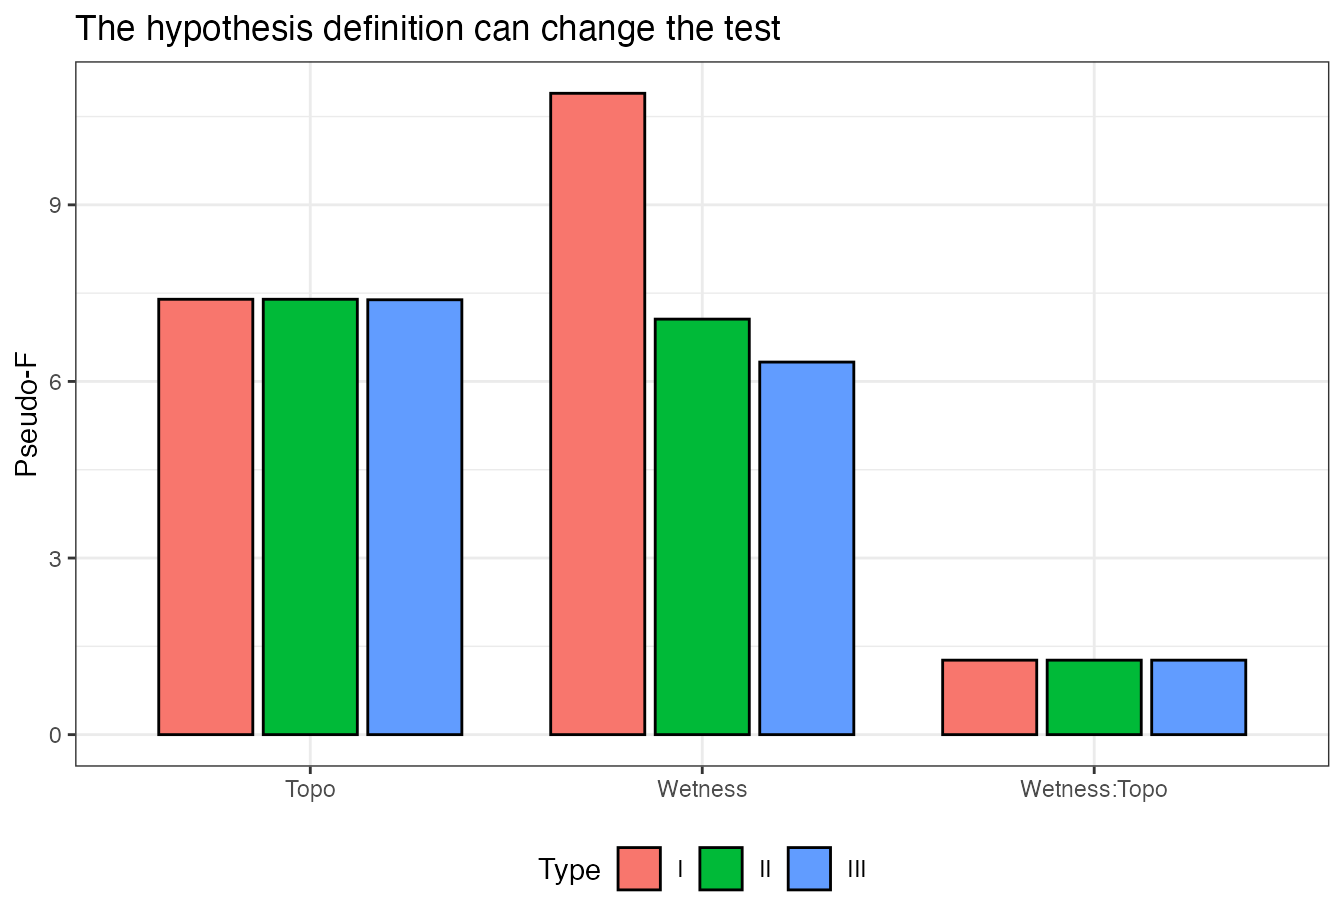 The hypothesis definition can change the test
Pseudo-F
9
6
3
0
Topo Wetness Wetness:Topo
Type I II III